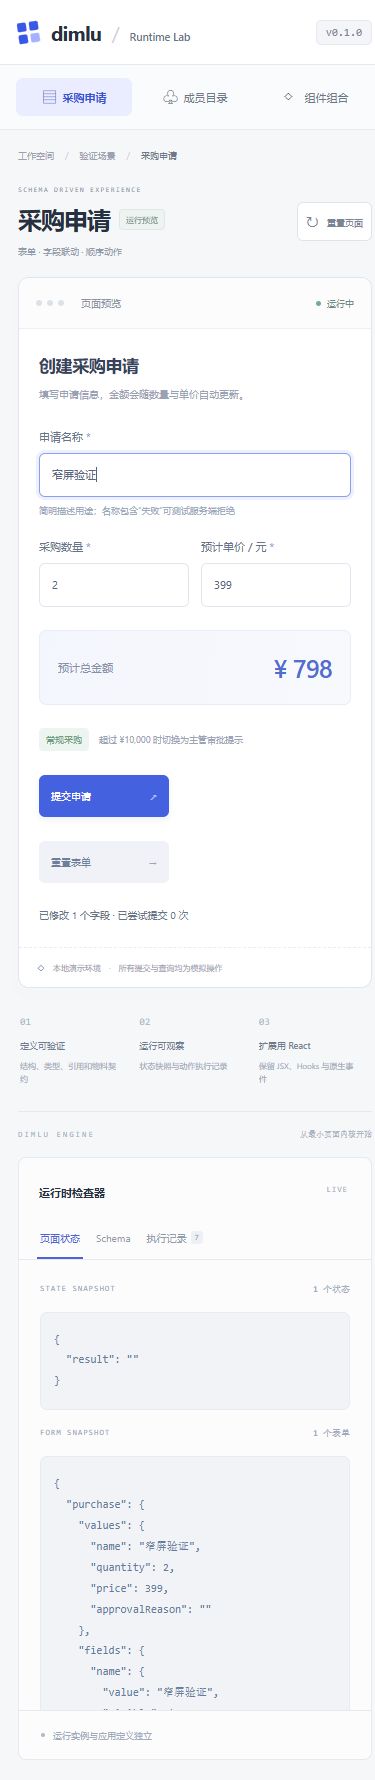 dimlu / Runtime Lab v0.1.0
采购申请 成员目录 组件组合
工作空间 / 验证场景 / 采购申请
SCHEMA DRIVEN EXPERIENCE
采购申请 运行预览
重置页面
表单 · 字段联动 · 顺序动作
页面预览 运行中
创建采购申请
填写申请信息，金额会随数量与单价自动更新。
申请名称 *
窄屏验证
简明描述用途；名称包含“失败”可测试服务端拒绝
采购数量 * 预计单价 / 元 *
2 399
预计总金额 ¥ 798
常规采购 超过 ¥10,000 时切换为主管审批提示
提交申请 ↗
重置表单 →
已修改 1 个字段 · 已尝试提交 0 次
本地演示环境 · 所有提交与查询均为模拟操作
01 02 03
定义可验证 运行可观察 扩展用 React
结构、类型、引用和物料契约 状态快照与动作执行记录 保留 JSX、Hooks 与原生事件
DIMLU ENGINE 从最小页面内核开始
运行时检查器 LIVE
页面状态 Schema 执行记录 7
STATE SNAPSHOT 1 个状态
{
"result": ""
}
FORM SNAPSHOT 1 个表单
{
"purchase": {
"values": {
"name": "窄屏验证",
"quantity": 2,
"price": 399,
"approvalReason": ""
},
"fields": {
"name": {
"value": "窄屏验证",
运行实例与应用定义独立